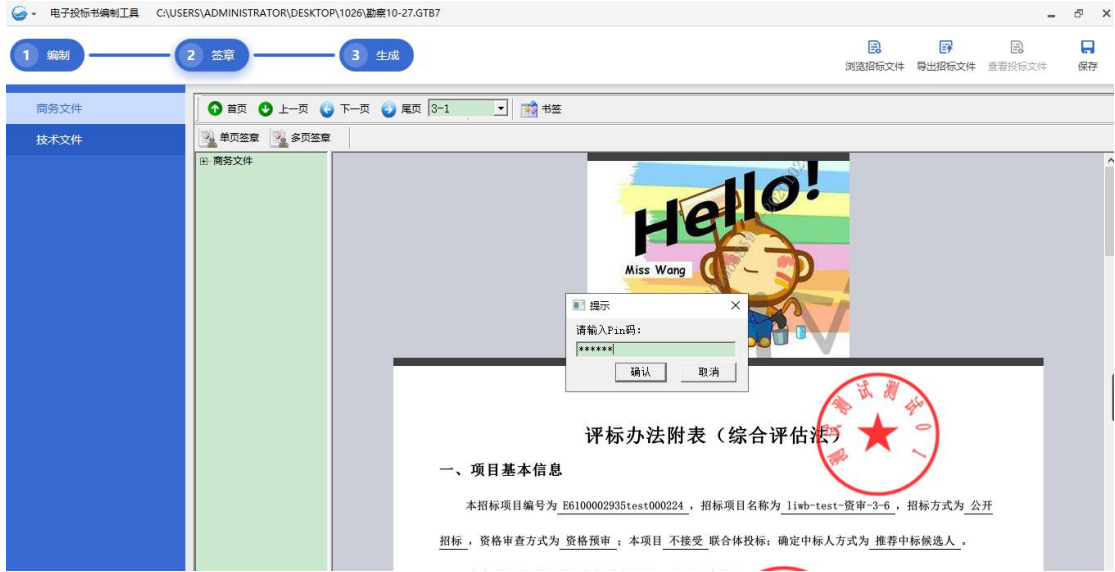 电子投标书编制工具 C:\USERS\ADMINISTRATOR\DESKTOP\1026\勘察10-27.GTB7
1 编制 2 签章 3 生成
浏览招标文件 导出招标文件 查看投标文件 保存
商务文件
技术文件
首页 上一页 下一页 尾页 3-1 书签
单页签章 多页签章
商务文件
Hello!
Miss Wang
提示
请输入Pin码:
******
确认 取消
测试测试测试01
评标办法附表（综合评估法）
一、项目基本信息
本招标项目编号为 E6100002935test000224 ，招标项目名称为 liwb-test-资审-3-6 ，招标方式为 公开
招标 ，资格审查方式为 资格预审 ；本项目 不接受 联合体投标；确定中标人方式为 推荐中标候选人 。